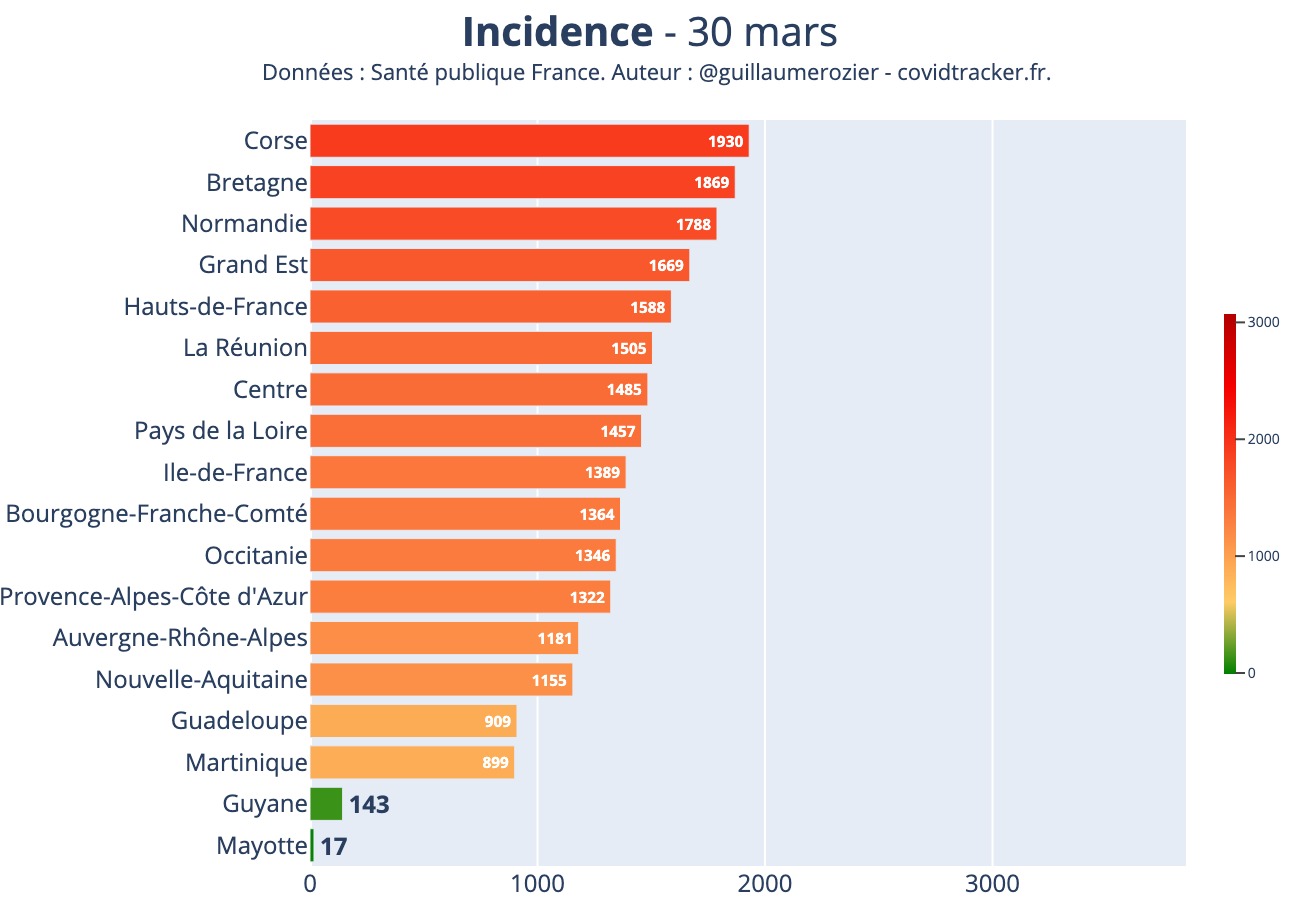 Incidence - 30 mars
Données : Santé publique France. Auteur : @guillaumerozier - covidtracker.fr.
Corse 1930
Bretagne 1869
Normandie 1788
Grand Est 1669
Hauts-de-France 1588
La Réunion 1505
Centre 1485
Pays de la Loire 1457
Ile-de-France 1389
Bourgogne-Franche-Comté 1364
Occitanie 1346
Provence-Alpes-Côte d'Azur 1322
Auvergne-Rhône-Alpes 1181
Nouvelle-Aquitaine 1155
Guadeloupe 909
Martinique 899
Guyane 143
Mayotte 17
0 1000 2000 3000
3000
2000
1000
0